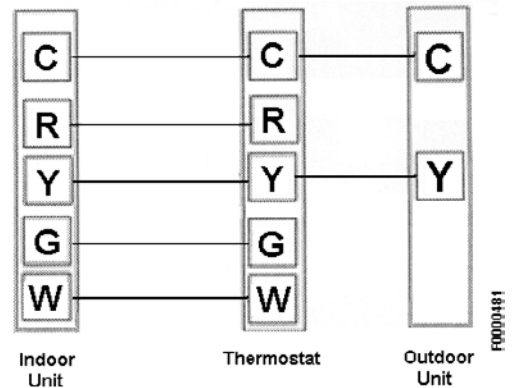 C C C
R R
Y Y Y
G G
W W
Indoor Unit
Thermostat
Outdoor Unit
F0000481